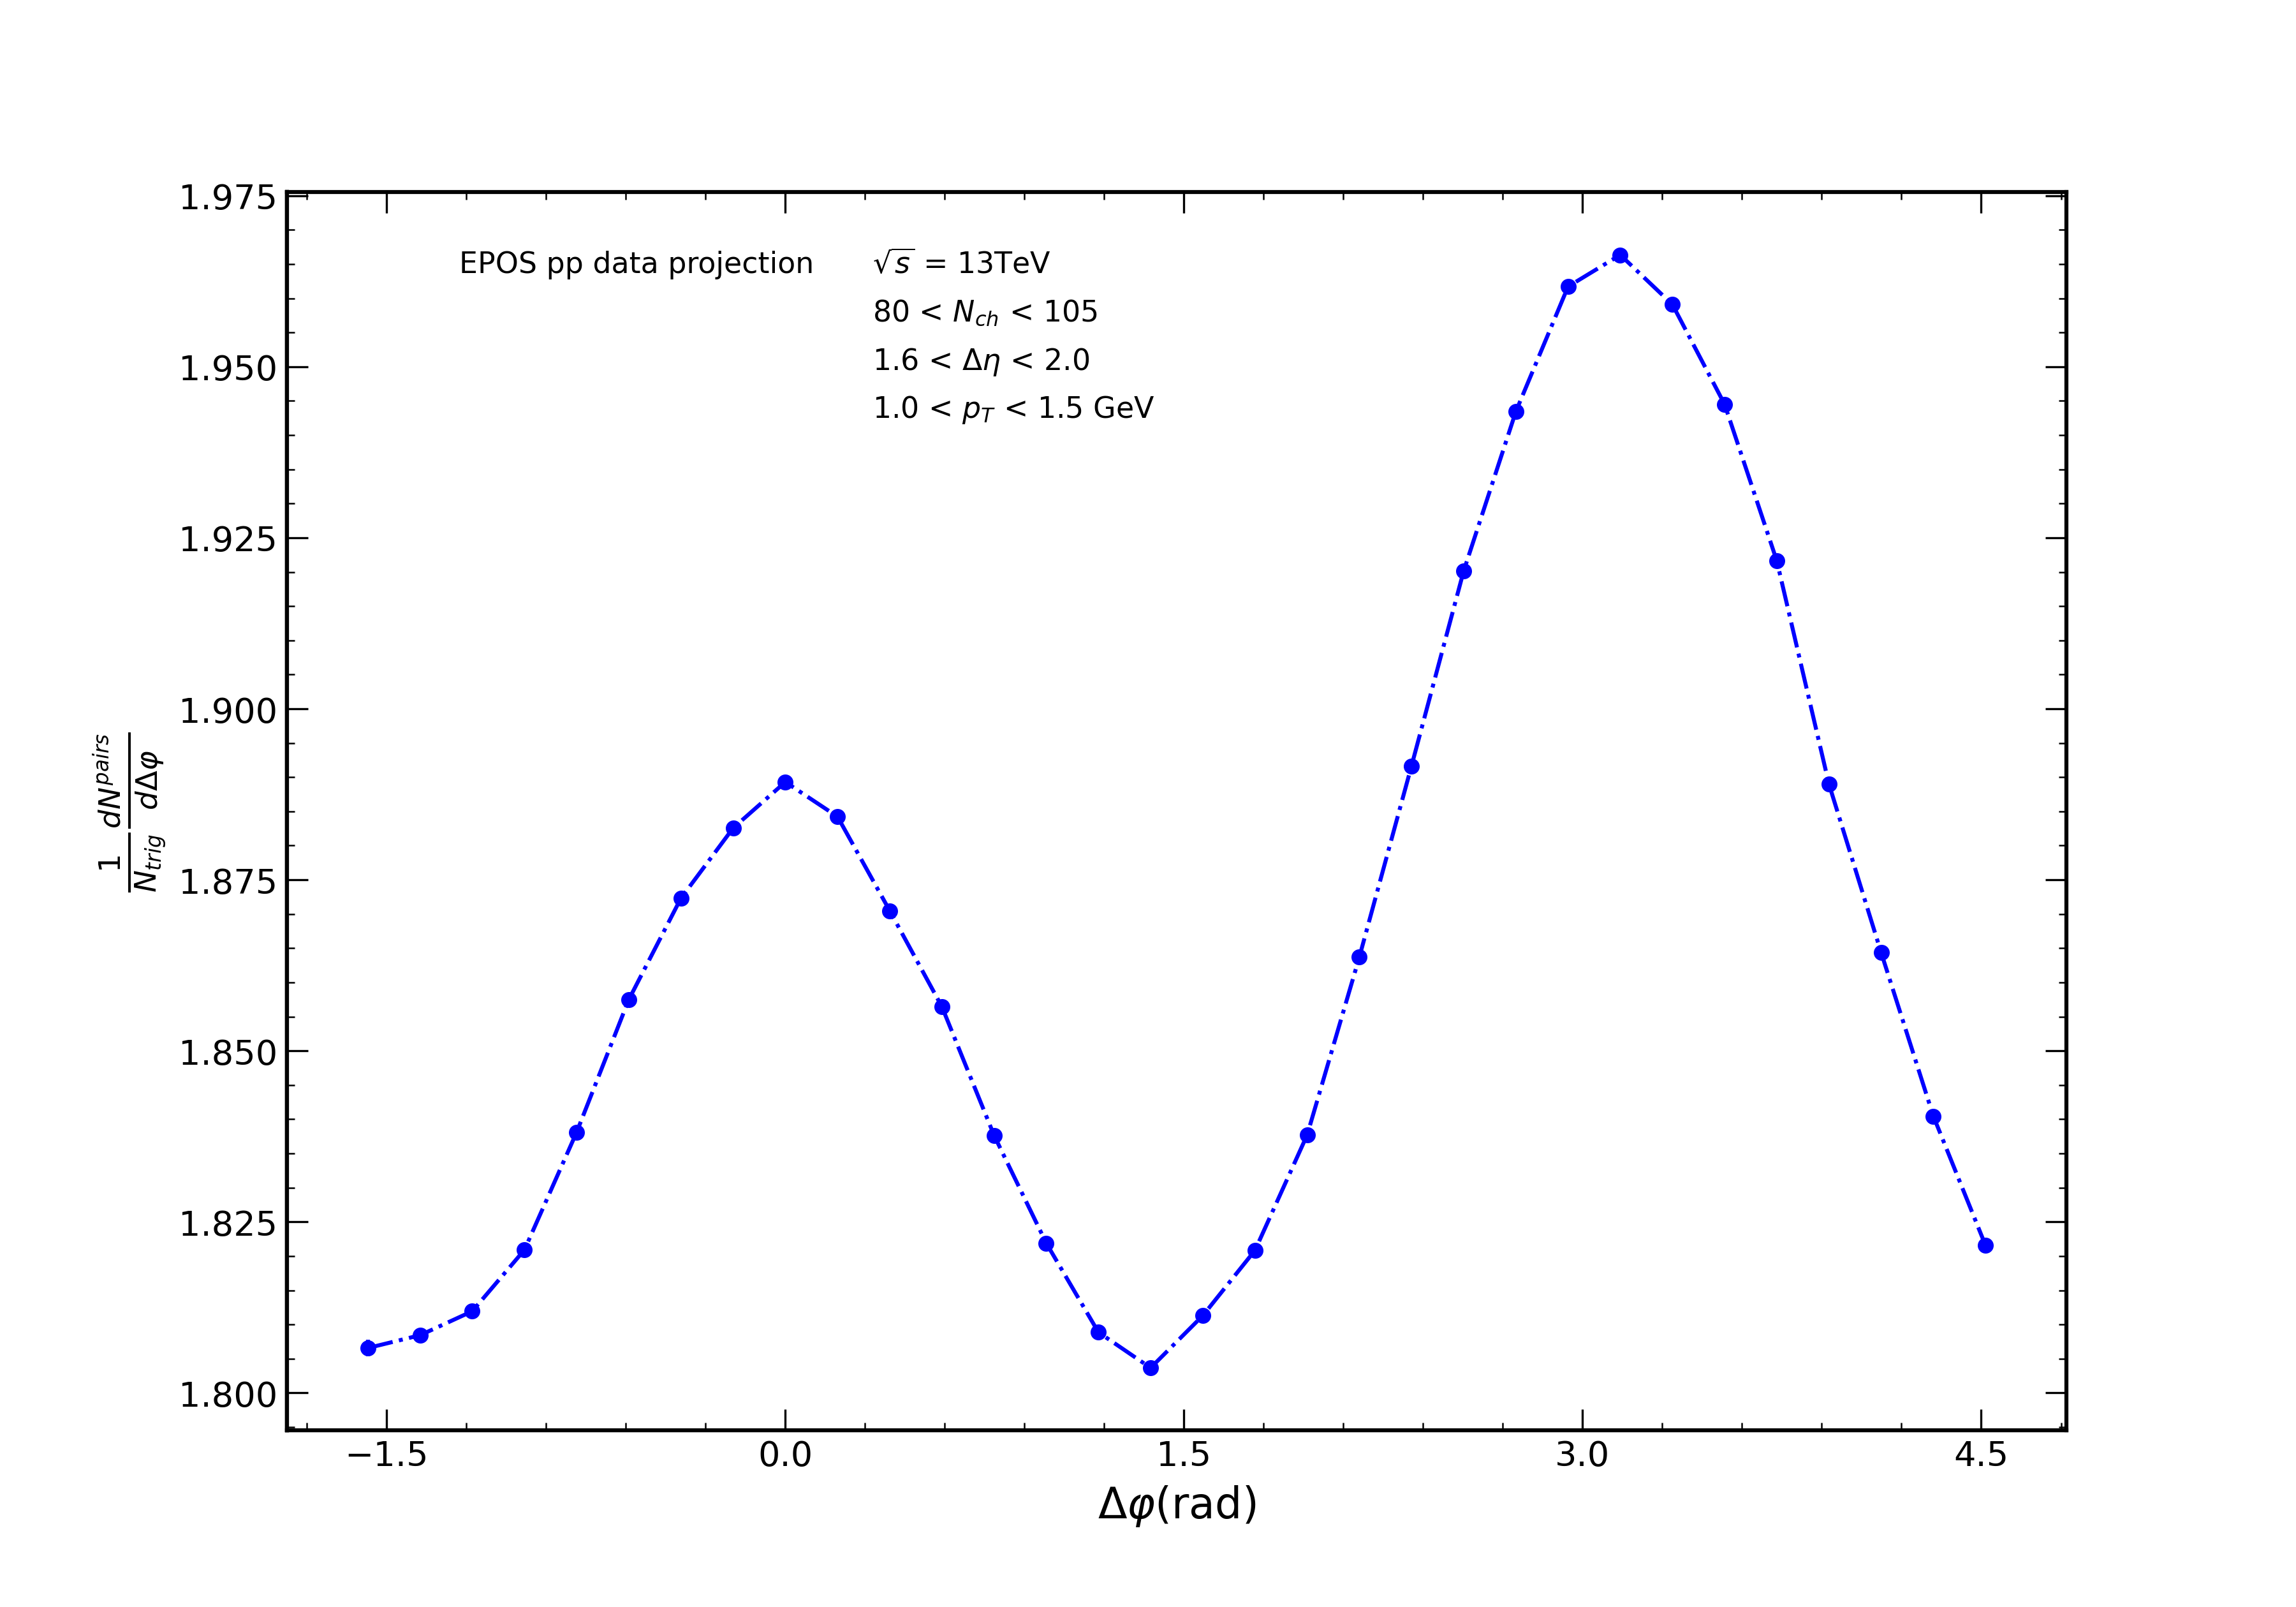 1.975
EPOS pp data projection √s = 13TeV
80 < N_ch < 105
1.950
1.6 < Δη < 2.0
1.0 < p_T < 1.5 GeV
1.925
1.900
1/N_trig dN^pairs/dΔφ
1.875
1.850
1.825
1.800
−1.5 0.0 1.5 3.0 4.5
Δφ(rad)